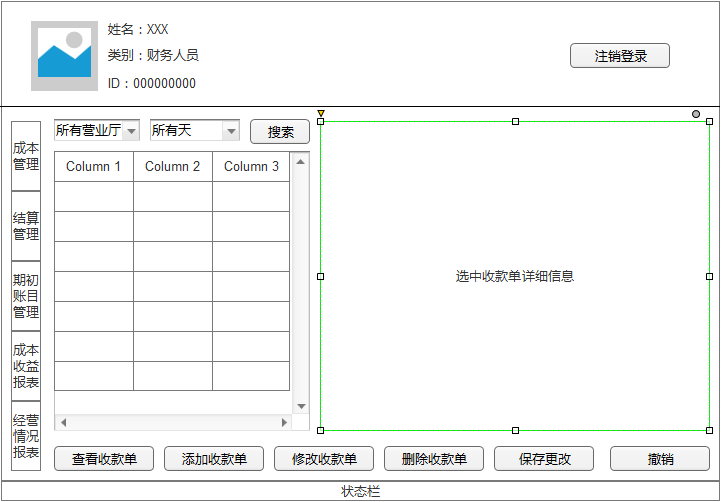 姓名：XXX
类别：财务人员
ID：000000000
注销登录
成本
管理
结算
管理
期初
账目
管理
成本
收益
报表
经营
情况
报表
所有营业厅
所有天
搜索
Column 1
Column 2
Column 3
选中收款单详细信息
查看收款单
添加收款单
修改收款单
删除收款单
保存更改
撤销
状态栏